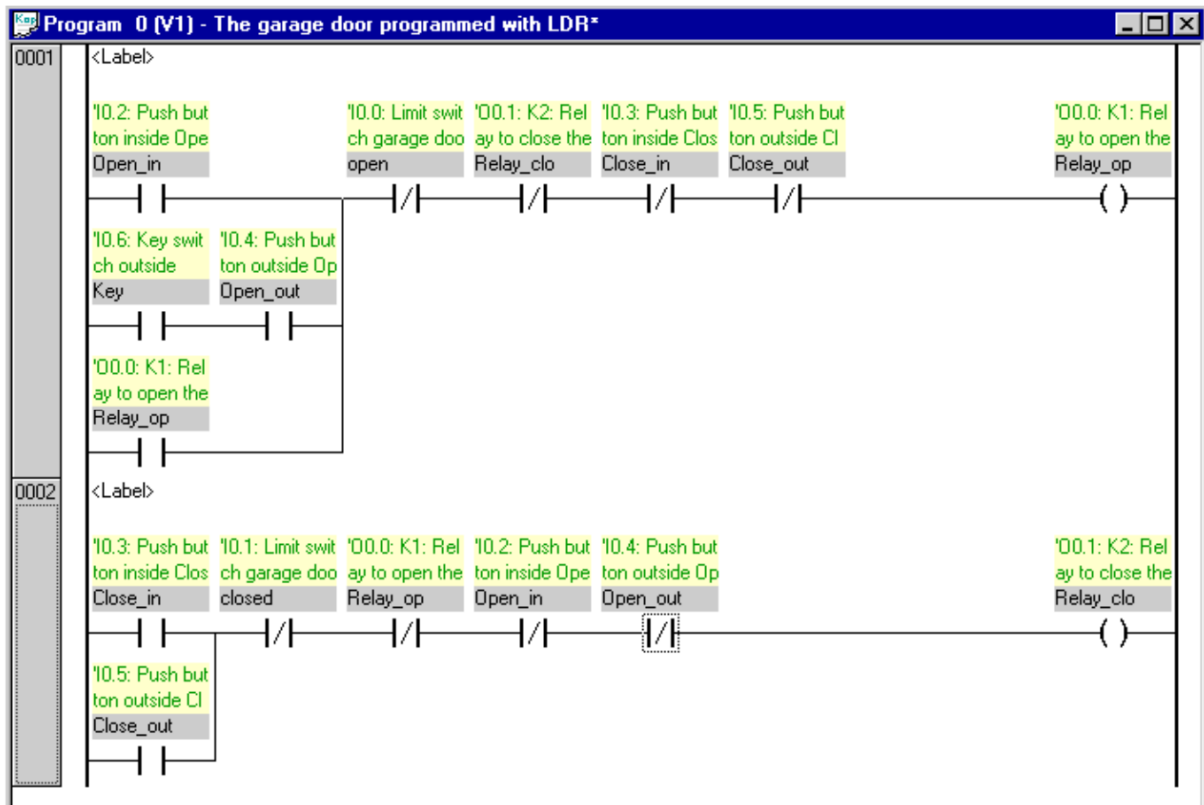 Program 0 (V1) - The garage door programmed with LDR*
0001
<Label>
'I0.2: Push but
ton inside Ope
Open_in
'I0.0: Limit swit
ch garage doo
open
'O0.1: K2: Rel
ay to close the
Relay_clo
'I0.3: Push but
ton inside Clos
Close_in
'I0.5: Push but
ton outside Cl
Close_out
'O0.0: K1: Rel
ay to open the
Relay_op
'I0.6: Key swit
ch outside
Key
'I0.4: Push but
ton outside Op
Open_out
'O0.0: K1: Rel
ay to open the
Relay_op
0002
<Label>
'I0.3: Push but
ton inside Clos
Close_in
'I0.1: Limit swit
ch garage doo
closed
'O0.0: K1: Rel
ay to open the
Relay_op
'I0.2: Push but
ton inside Ope
Open_in
'I0.4: Push but
ton outside Op
Open_out
'O0.1: K2: Rel
ay to close the
Relay_clo
'I0.5: Push but
ton outside Cl
Close_out